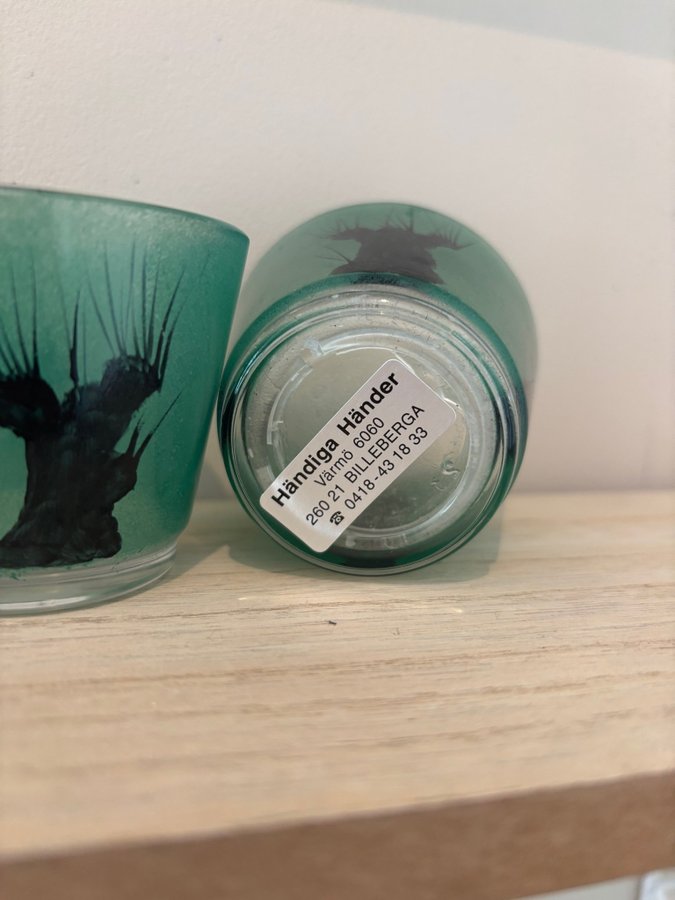 Händiga Händer
Värmö 6060
260 21 BILLEBERGA
☎ 0418-43 18 33